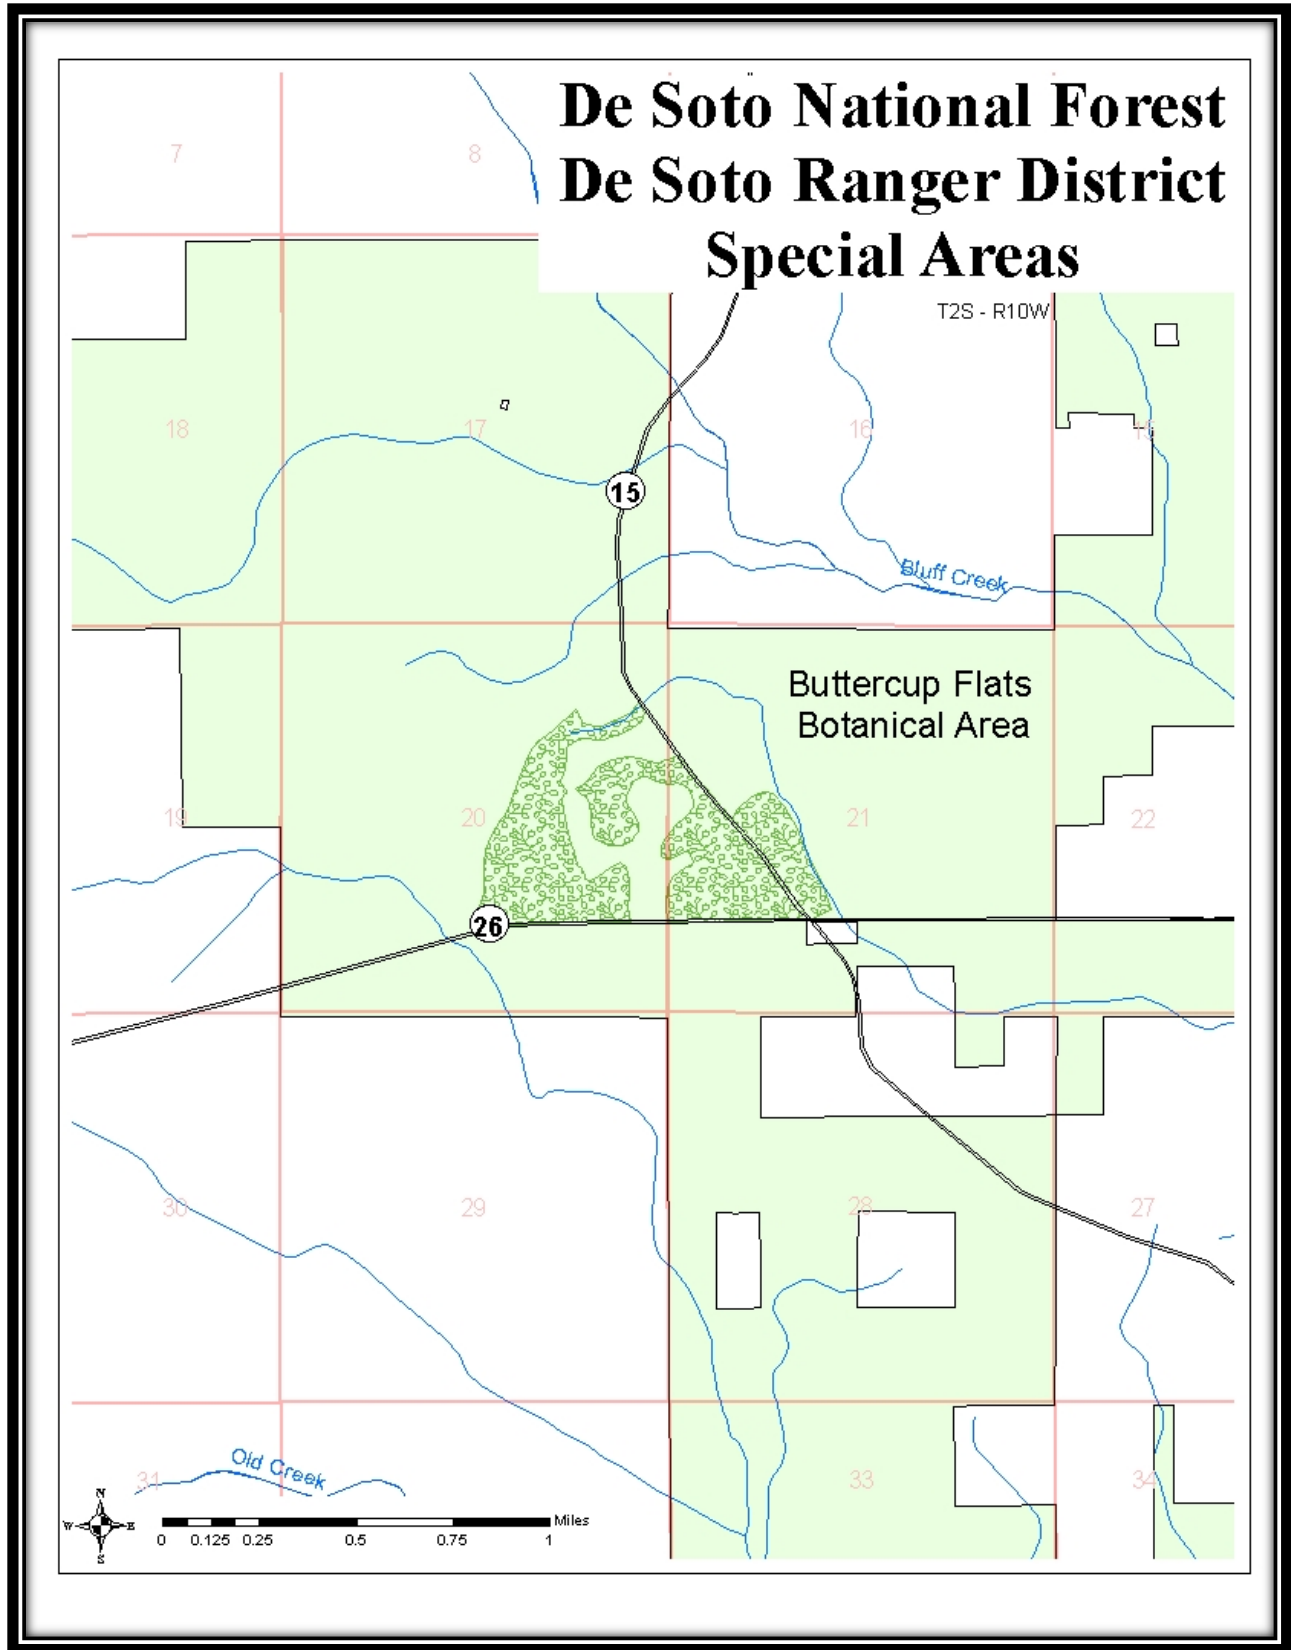 De Soto National Forest
De Soto Ranger District
Special Areas
7
8
T2S - R10W
18
17
16
15
15
Bluff Creek
Buttercup Flats
Botanical Area
19
20
21
22
26
30
29
28
27
31
Old Creek
33
34
N
W
E
S
Miles
0 0.125 0.25 0.5 0.75 1